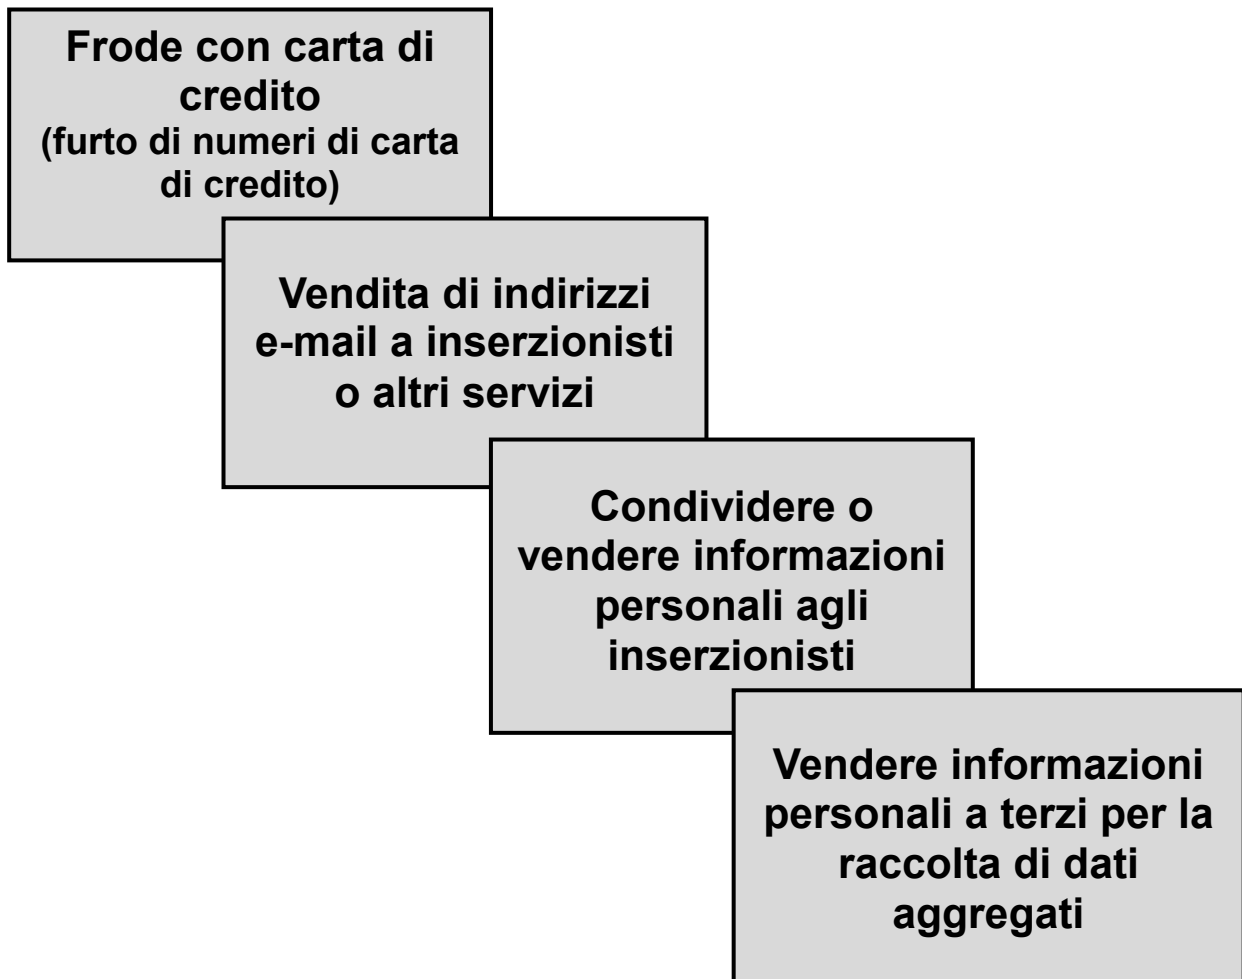 Frode con carta di
credito
(furto di numeri di carta
di credito)
Vendita di indirizzi
e-mail a inserzionisti
o altri servizi
Condividere o
vendere informazioni
personali agli
inserzionisti
Vendere informazioni
personali a terzi per la
raccolta di dati
aggregati